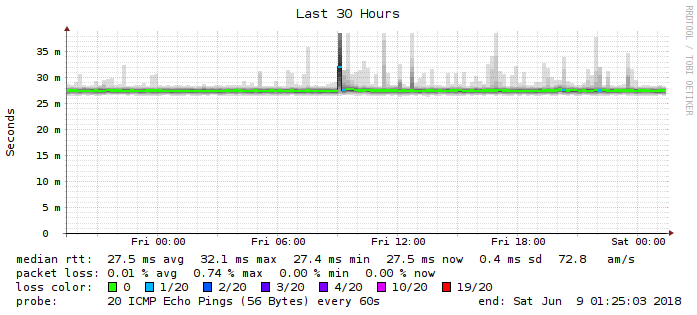 Last 30 Hours
RRDTOOL / TOBI OETIKER
Seconds
35 m
30 m
25 m
20 m
15 m
10 m
5 m
0
Fri 00:00 Fri 06:00 Fri 12:00 Fri 18:00 Sat 00:00
median rtt: 27.5 ms avg 32.1 ms max 27.4 ms min 27.5 ms now 0.4 ms sd 72.8 am/s
packet loss: 0.01 % avg 0.74 % max 0.00 % min 0.00 % now
loss color: 0 1/20 2/20 3/20 4/20 10/20 19/20
probe: 20 ICMP Echo Pings (56 Bytes) every 60s end: Sat Jun 9 01:25:03 2018